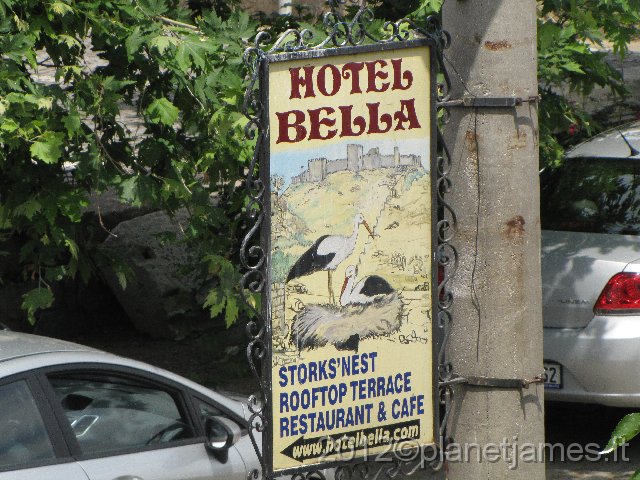 HOTEL
BELLA
STORKS'NEST
ROOFTOP TERRACE
RESTAURANT & CAFE
www.hotelbella.com
2012©planetjames.it